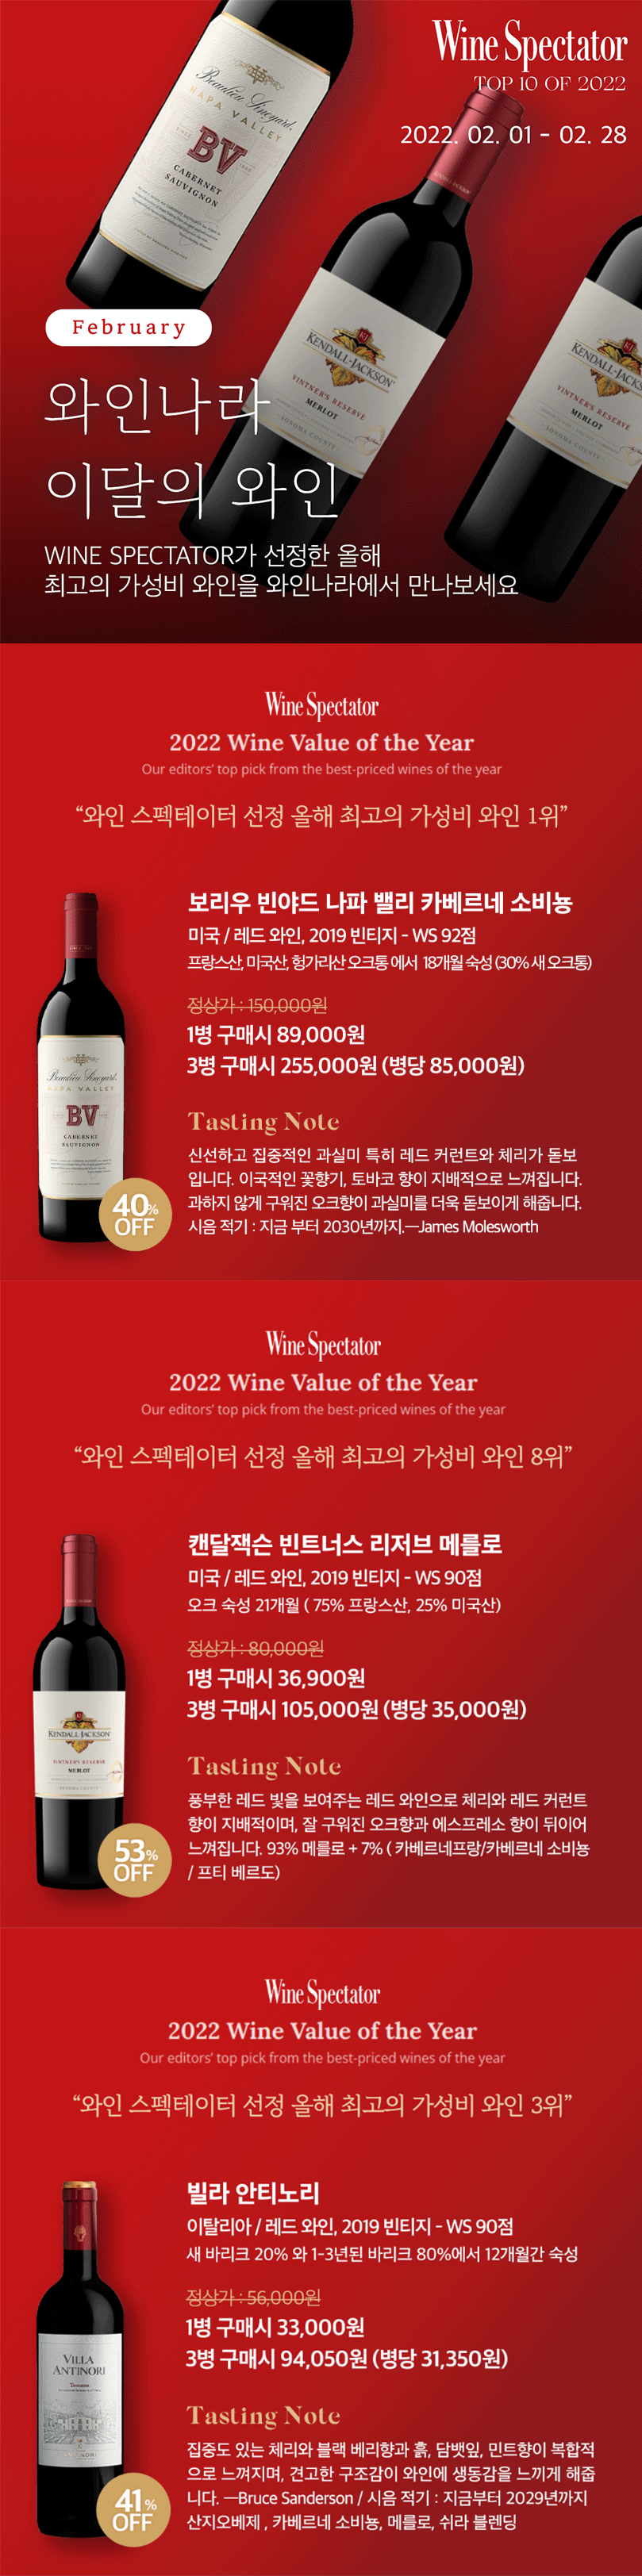 Wine Spectator
TOP 10 OF 2022
2022. 02. 01 - 02. 28
Beaulieu Vineyard
NAPA VALLEY
BV
CABERNET
SAUVIGNON
KENDALL-JACKSON
VINTNER'S RESERVE
MERLOT
SONOMA COUNTY
KENDALL-JACKSON
VINTNER'S RESERVE
MERLOT
SONOMA COUNTY
February
와인나라
이달의 와인
WINE SPECTATOR가 선정한 올해
최고의 가성비 와인을 와인나라에서 만나보세요
Wine Spectator
2022 Wine Value of the Year
Our editors' top pick from the best-priced wines of the year
“와인 스펙테이터 선정 올해 최고의 가성비 와인 1위”
보리우 빈야드 나파 밸리 카베르네 소비뇽
미국 / 레드 와인, 2019 빈티지 - WS 92점
프랑스산, 미국산, 헝가리산 오크통 에서 18개월 숙성 (30% 새 오크통)
정상가 : 150,000원
1병 구매시 89,000원
3병 구매시 255,000원 (병당 85,000원)
Beaulieu Vineyard
NAPA VALLEY
BV
CABERNET
SAUVIGNON
40% OFF
Tasting Note
신선하고 집중적인 과실미 특히 레드 커런트와 체리가 돋보
입니다. 이국적인 꽃향기, 토바코 향이 지배적으로 느껴집니다.
과하지 않게 구워진 오크향이 과실미를 더욱 돋보이게 해줍니다.
시음 적기 : 지금 부터 2030년까지.—James Molesworth
Wine Spectator
2022 Wine Value of the Year
Our editors' top pick from the best-priced wines of the year
“와인 스펙테이터 선정 올해 최고의 가성비 와인 8위”
캔달잭슨 빈트너스 리저브 메를로
미국 / 레드 와인, 2019 빈티지 - WS 90점
오크 숙성 21개월 ( 75% 프랑스산, 25% 미국산)
정상가 : 80,000원
1병 구매시 36,900원
3병 구매시 105,000원 (병당 35,000원)
KENDALL-JACKSON
VINTNER'S RESERVE
MERLOT
53% OFF
Tasting Note
풍부한 레드 빛을 보여주는 레드 와인으로 체리와 레드 커런트
향이 지배적이며, 잘 구워진 오크향과 에스프레소 향이 뒤이어
느껴집니다. 93% 메를로 + 7% ( 카베르네프랑/카베르네 소비뇽
/ 프티 베르도)
Wine Spectator
2022 Wine Value of the Year
Our editors' top pick from the best-priced wines of the year
“와인 스펙테이터 선정 올해 최고의 가성비 와인 3위”
빌라 안티노리
이탈리아 / 레드 와인, 2019 빈티지 - WS 90점
새 바리크 20% 와 1-3년된 바리크 80%에서 12개월간 숙성
정상가 : 56,000원
1병 구매시 33,000원
3병 구매시 94,050원 (병당 31,350원)
VILLA
ANTINORI
41% OFF
Tasting Note
집중도 있는 체리와 블랙 베리향과 흙, 담뱃잎, 민트향이 복합적
으로 느껴지며, 견고한 구조감이 와인에 생동감을 느끼게 해줍
니다. —Bruce Sanderson / 시음 적기 : 지금부터 2029년까지
산지오베제 , 카베르네 소비뇽, 메를로, 쉬라 블렌딩